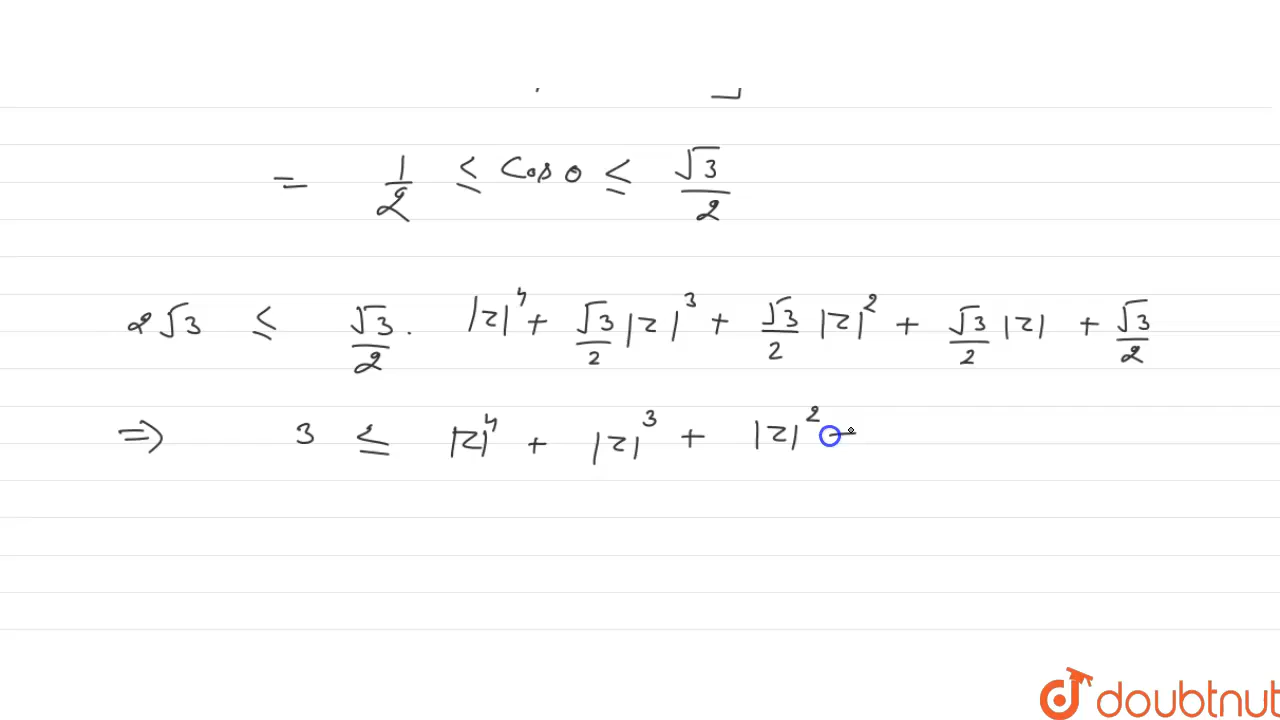 = 1/2 ≤ Cos θ ≤ √3/2
2√3 ≤ √3/2 . |z|⁴ + √3/2 |z|³ + √3/2 |z|² + √3/2 |z| + √3/2
⇒ 3 ≤ |z|⁴ + |z|³ + |z|² +
doubtnut